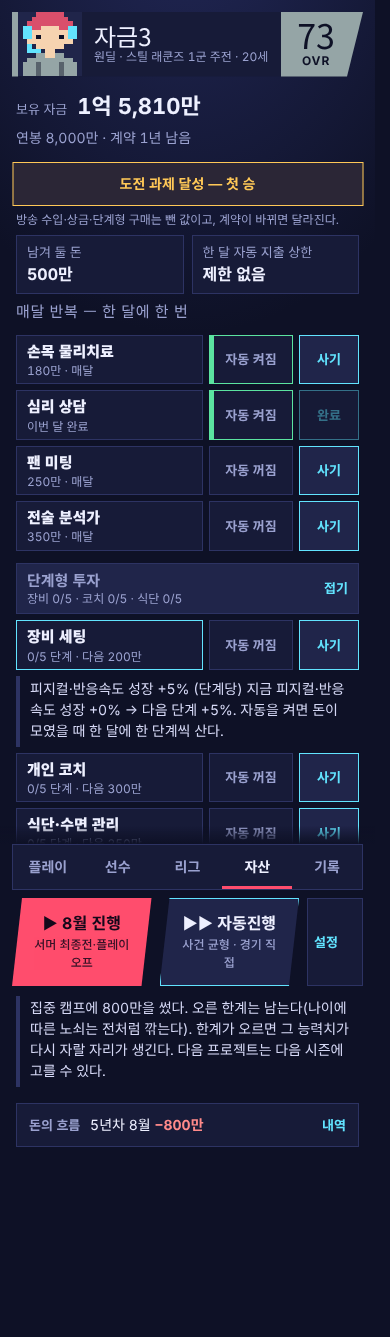 자금3
원딜 · 스틸 래쿤즈 1군 주전 · 20세
73
OVR
보유 자금 1억 5,810만
연봉 8,000만 · 계약 1년 남음
도전 과제 달성 — 첫 승
방송 수입·상금·단계형 구매는 뺀 값이고, 계약이 바뀌면 달라진다.
남겨 둘 돈
500만
한 달 자동 지출 상한
제한 없음
매달 반복 — 한 달에 한 번
손목 물리치료
180만 · 매달
자동 켜짐
사기
심리 상담
이번 달 완료
자동 켜짐
완료
팬 미팅
250만 · 매달
자동 꺼짐
사기
전술 분석가
350만 · 매달
자동 꺼짐
사기
단계형 투자
장비 0/5 · 코치 0/5 · 식단 0/5
접기
장비 세팅
0/5 단계 · 다음 200만
자동 꺼짐
사기
피지컬·반응속도 성장 +5% (단계당) 지금 피지컬·반응
속도 성장 +0% → 다음 단계 +5%. 자동을 켜면 돈이
모였을 때 한 달에 한 단계씩 산다.
개인 코치
0/5 단계 · 다음 300만
자동 꺼짐
사기
식단·수면 관리
자동 꺼짐
사기
플레이
선수
리그
자산
기록
▶ 8월 진행
서머 최종전·플레이
오프
▶▶ 자동진행
사건 균형 · 경기 직
접
설정
집중 캠프에 800만을 썼다. 오른 한계는 남는다(나이에
따른 노쇠는 전처럼 깎는다). 한계가 오르면 그 능력치가
다시 자랄 자리가 생긴다. 다음 프로젝트는 다음 시즌에
고를 수 있다.
돈의 흐름 5년차 8월 −800만
내역